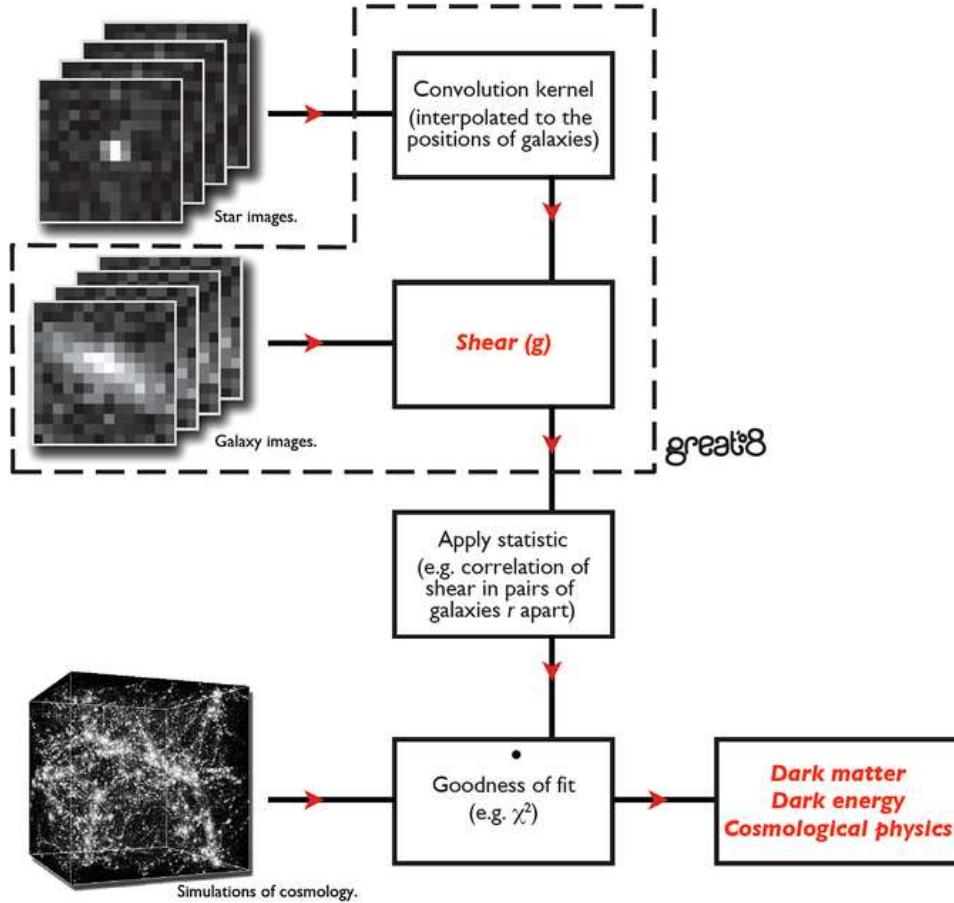 Convolution kernel
(interpolated to the
positions of galaxies)
Star images.
Shear (g)
Galaxy images.
great08
Apply statistic
(e.g. correlation of
shear in pairs of
galaxies r apart)
Goodness of fit
(e.g. χ²)
Dark matter
Dark energy
Cosmological physics
Simulations of cosmology.